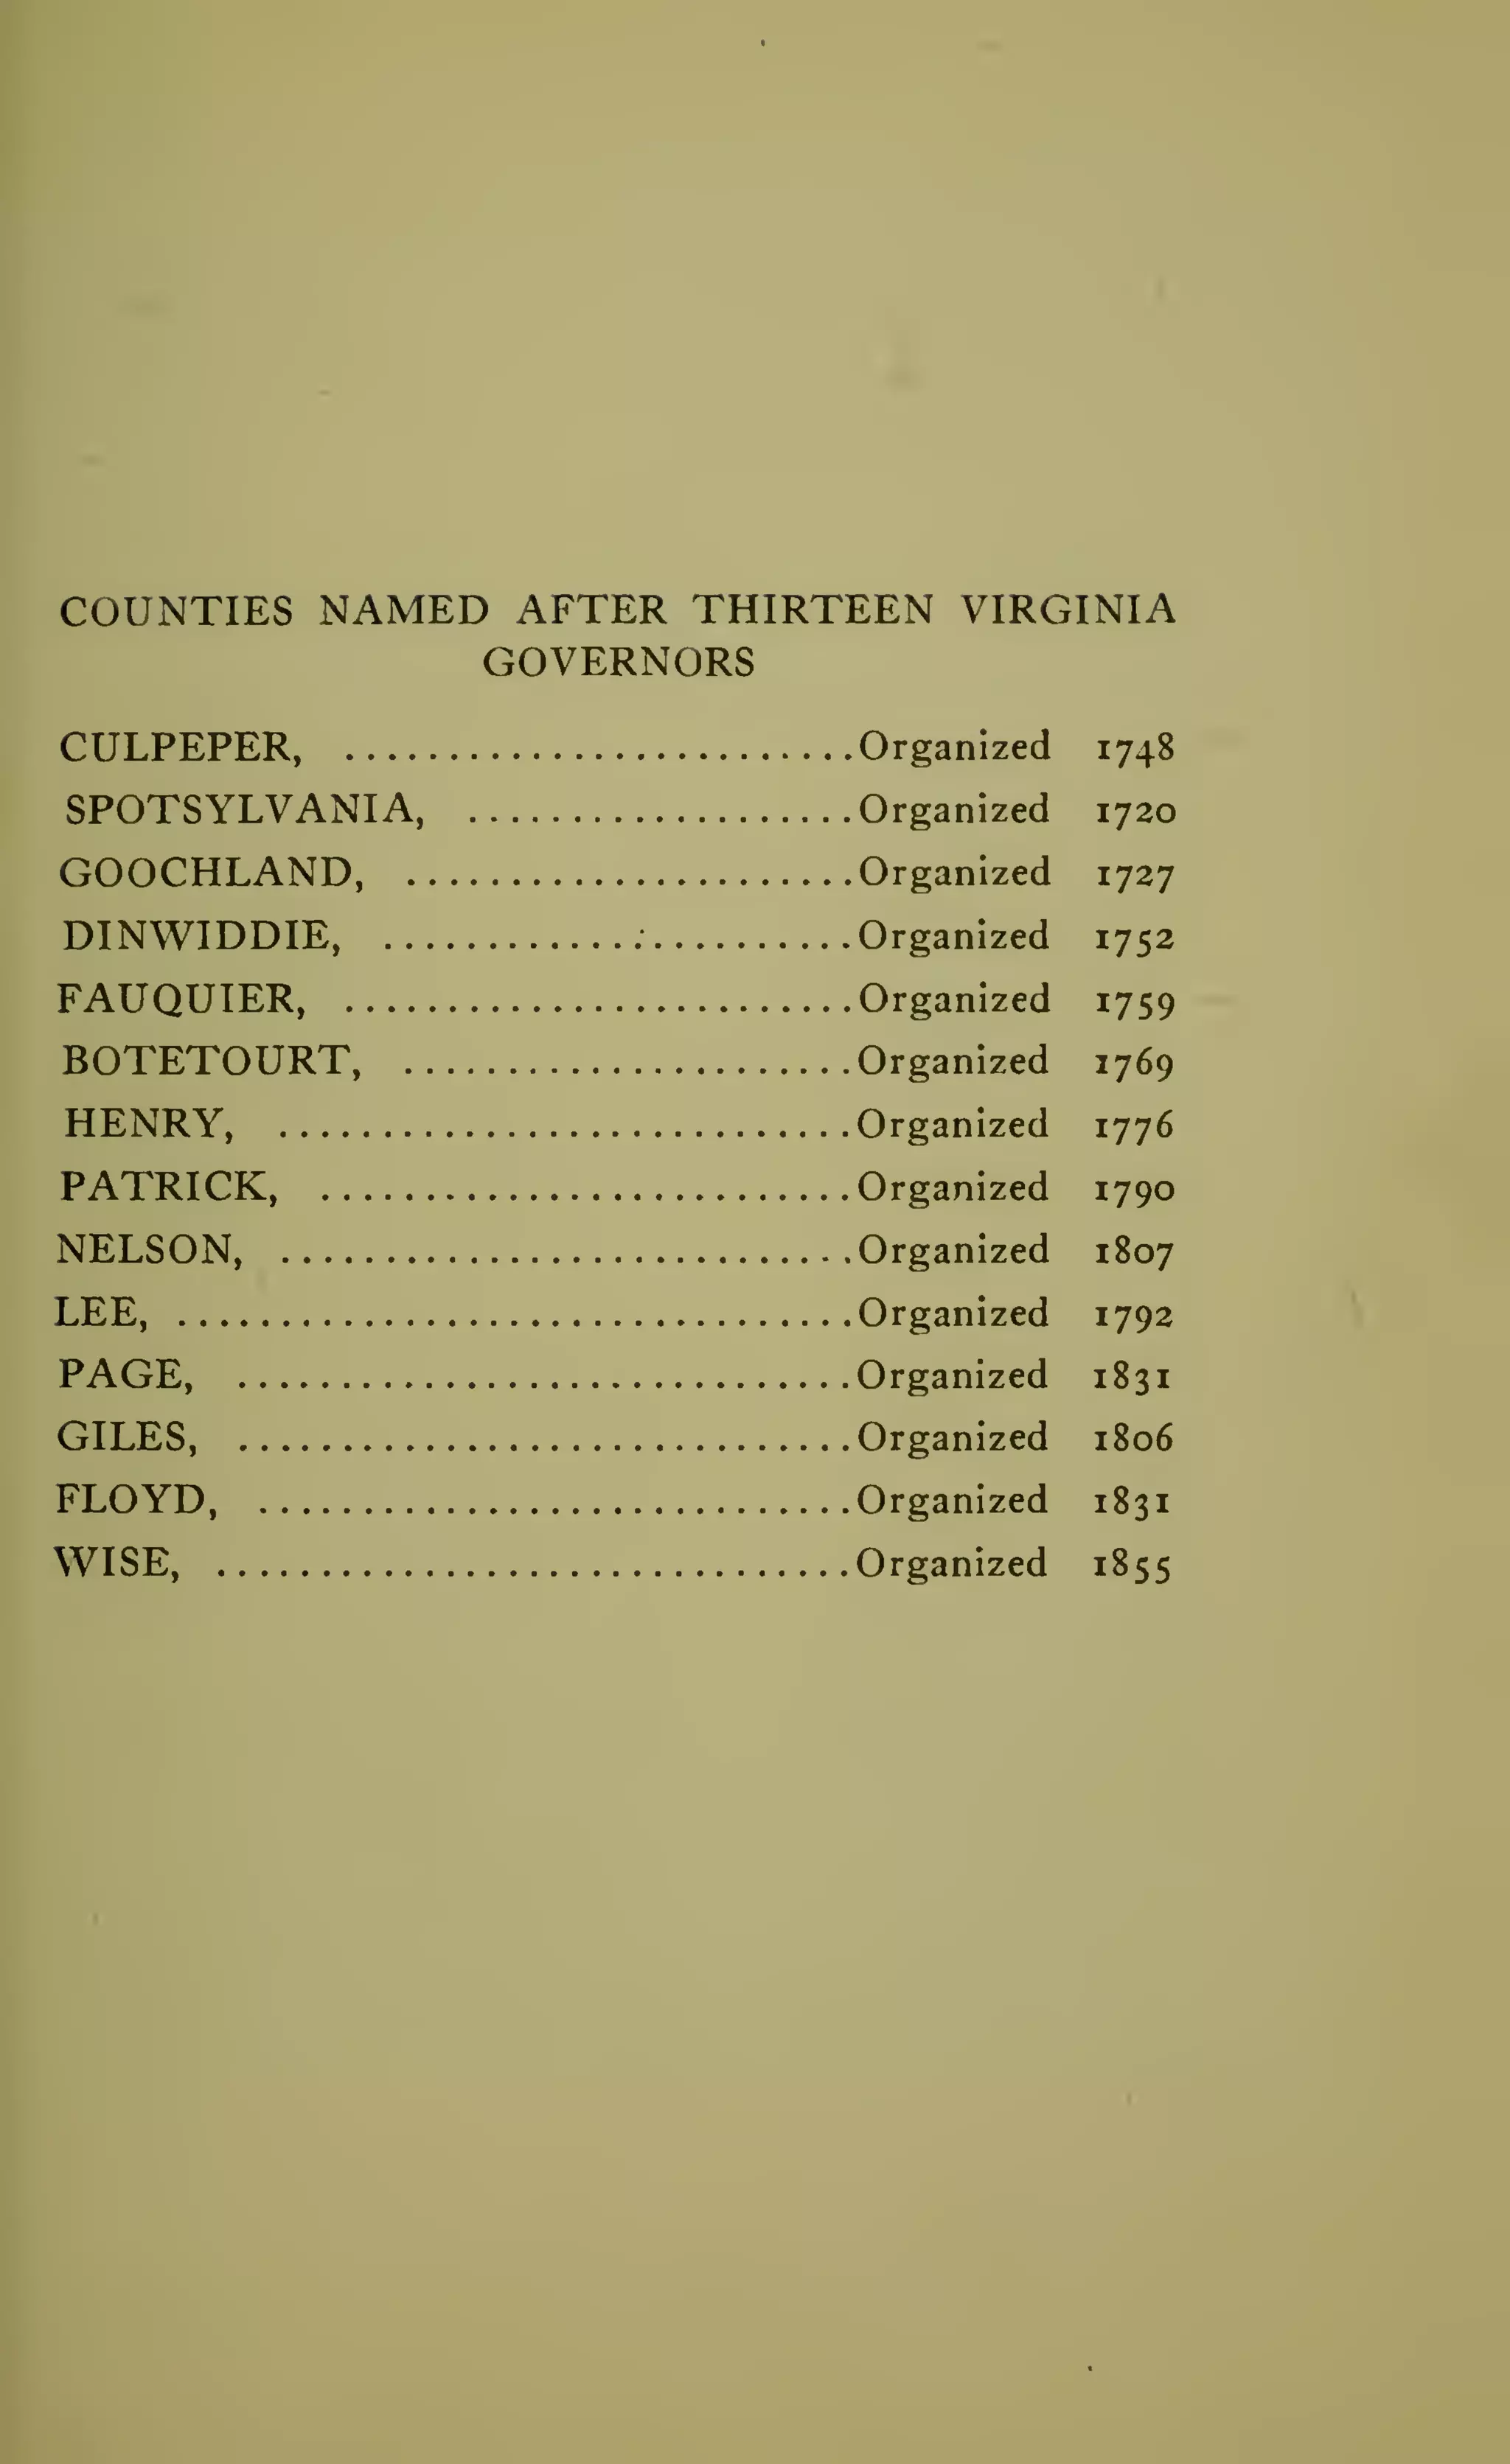 COUNTIES NAMED AFTER THIRTEEN VIRGINIA
GOVERNORS
CULPEPER, .........................Organized 1748
SPOTSYLVANIA, ...................Organized 1720
GOOCHLAND, ......................Organized 1727
DINWIDDIE, .......................Organized 1752
FAUQUIER, .........................Organized 1759
BOTETOURT, ......................Organized 1769
HENRY, ............................Organized 1776
PATRICK, ..........................Organized 1790
NELSON, ............................Organized 1807
LEE, .................................Organized 1792
PAGE, ..............................Organized 1831
GILES, ..............................Organized 1806
FLOYD, .............................Organized 1831
WISE, ...............................Organized 1855